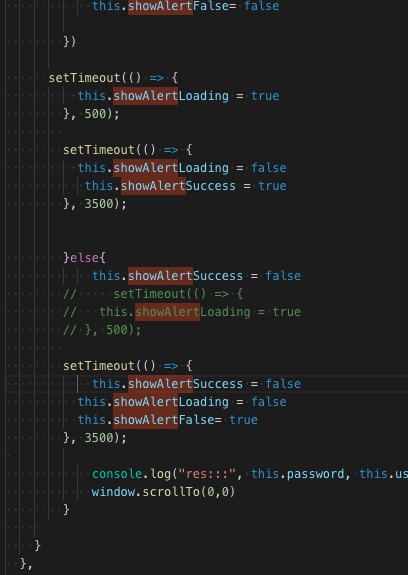 this.showAlertFalse= false
})
setTimeout(() => {
this.showAlertLoading = true
}, 500);
setTimeout(() => {
this.showAlertLoading = false
this.showAlertSuccess = true
}, 3500);
}else{
this.showAlertSuccess = false
// setTimeout(() => {
// this.showAlertLoading = true
// }, 500);
setTimeout(() => {
this.showAlertSuccess = false
this.showAlertLoading = false
this.showAlertFalse= true
}, 3500);
console.log("res:::", this.password, this.us
window.scrollTo(0,0)
}
}
},